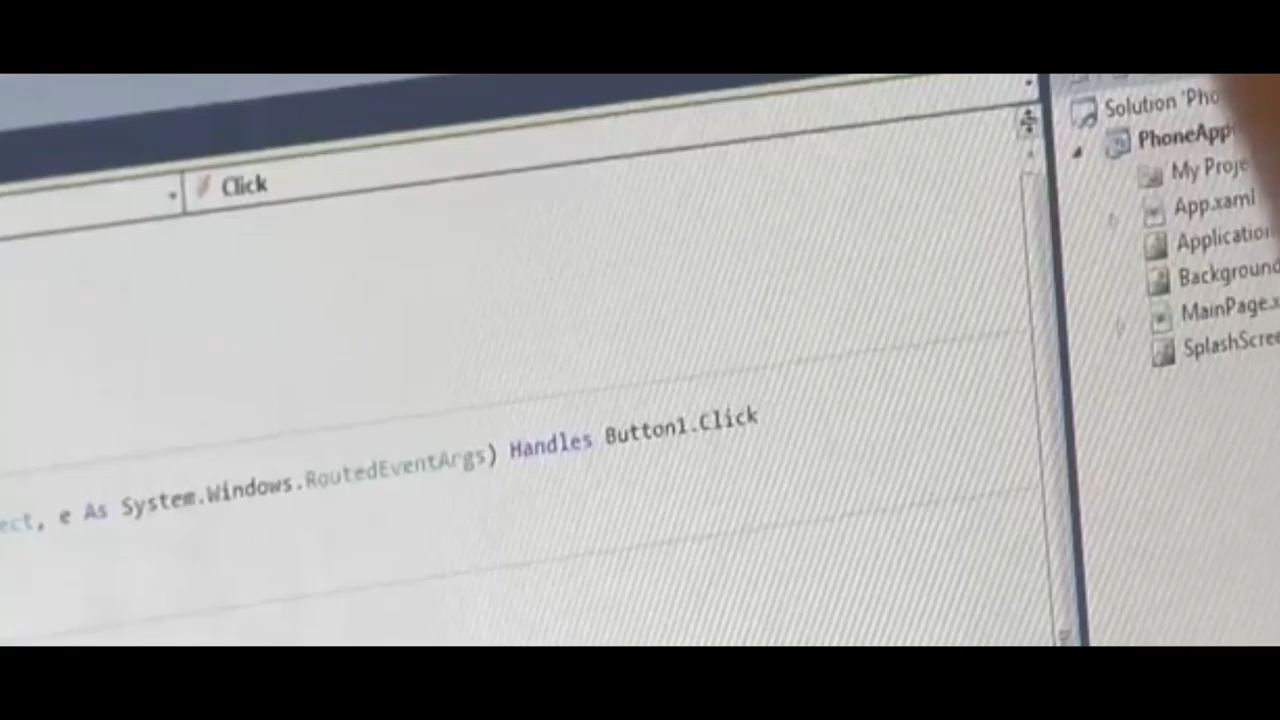 Click
ect, e As System.Windows.RoutedEventArgs) Handles Button1.Click
Solution 'Pho
PhoneApp
My Proje
App.xaml
Application
Background
MainPage.x
SplashScree